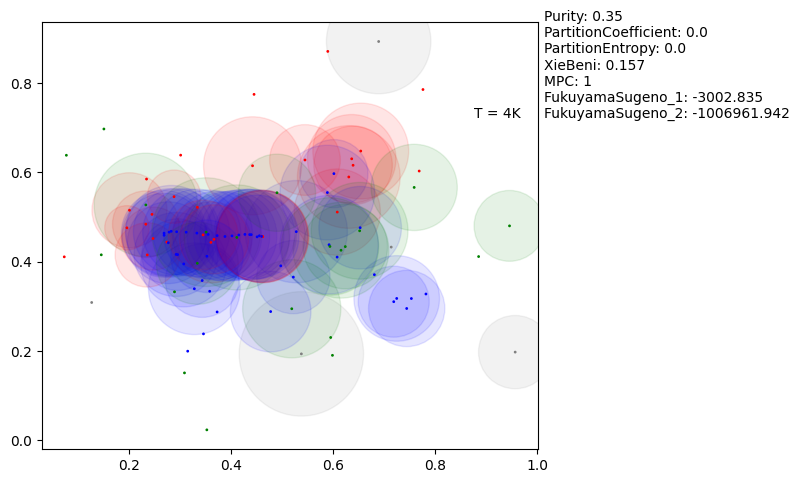 Purity: 0.35
PartitionCoefficient: 0.0
PartitionEntropy: 0.0
XieBeni: 0.157
MPC: 1
FukuyamaSugeno_1: -3002.835
FukuyamaSugeno_2: -1006961.942
T = 4K
0.8
0.6
0.4
0.2
0.0
0.2 0.4 0.6 0.8 1.0